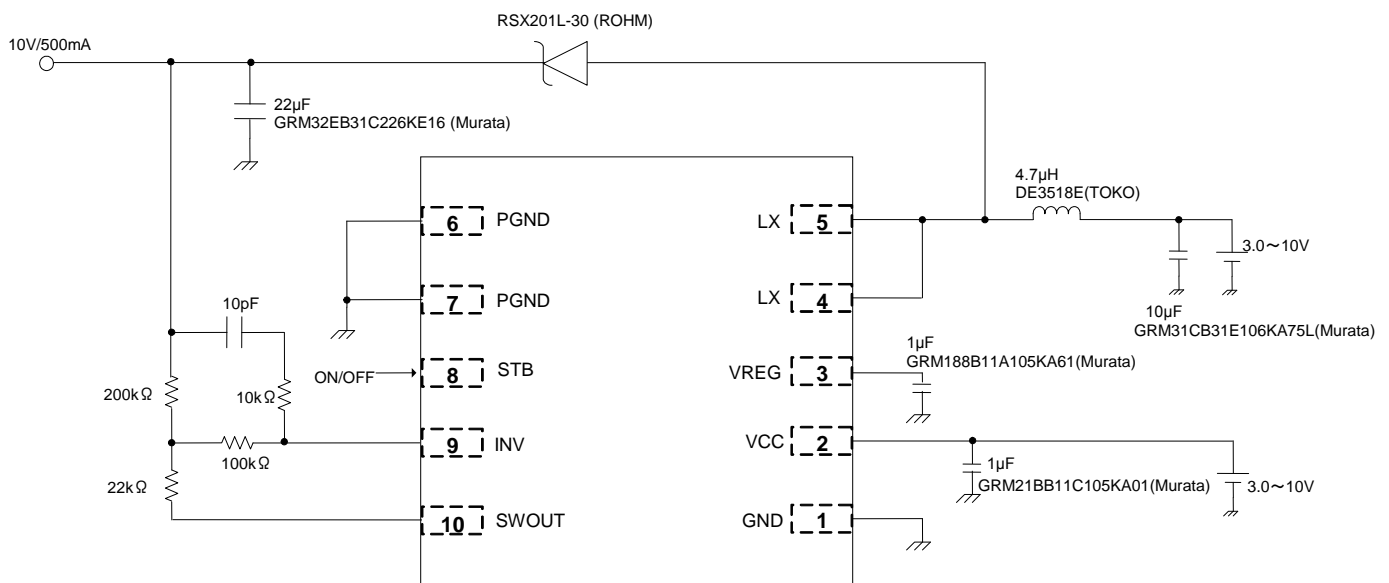 RSX201L-30 (ROHM)
10V/500mA
22µF
GRM32EB31C226KE16 (Murata)
4.7µH
DE3518E(TOKO)
6 PGND
LX 5
3.0～10V
7 PGND
LX 4
10pF
10µF
GRM31CB31E106KA75L(Murata)
1µF
GRM188B11A105KA61(Murata)
ON/OFF
8 STB
VREG 3
200kΩ
10kΩ
9 INV
VCC 2
100kΩ
1µF
GRM21BB11C105KA01(Murata)
3.0～10V
22kΩ
10 SWOUT
GND 1